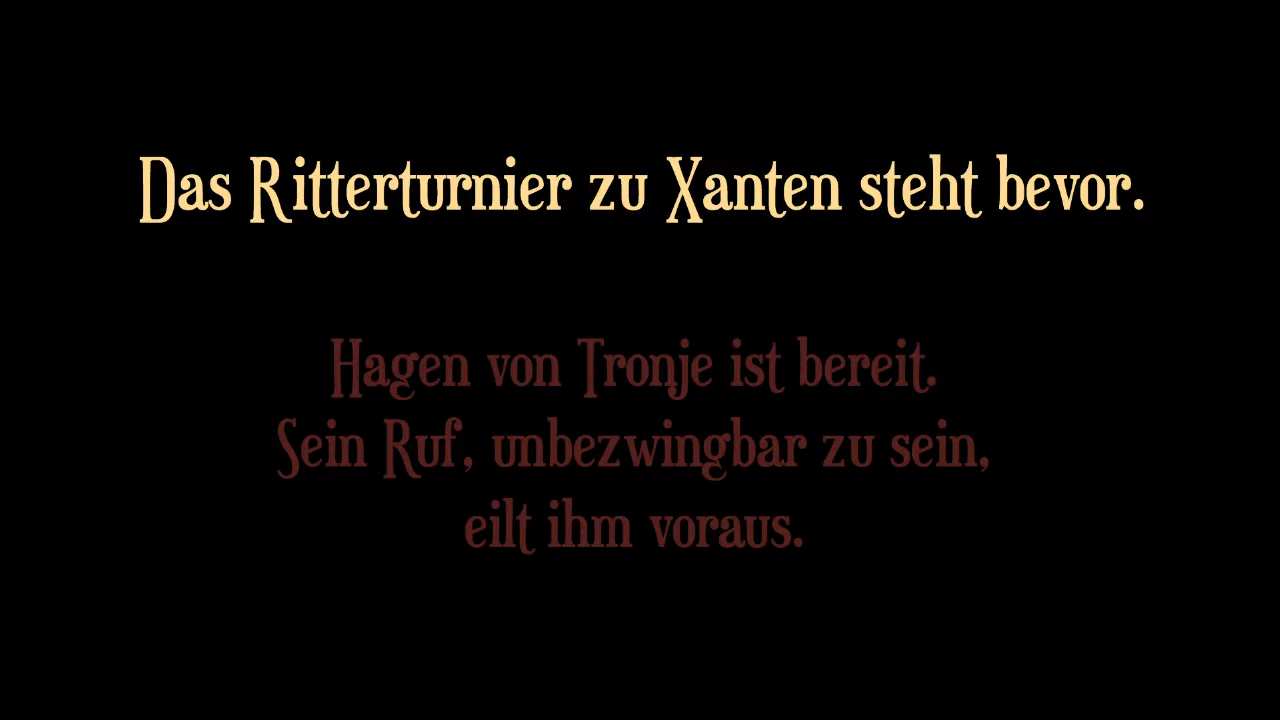 Das Ritterturnier zu Xanten steht bevor.
Hagen von Tronje ist bereit.
Sein Ruf, unbezwingbar zu sein,
eilt ihm voraus.